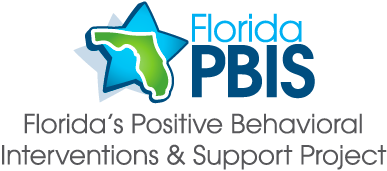 Florida
PBIS
Florida's Positive Behavioral
Interventions & Support Project